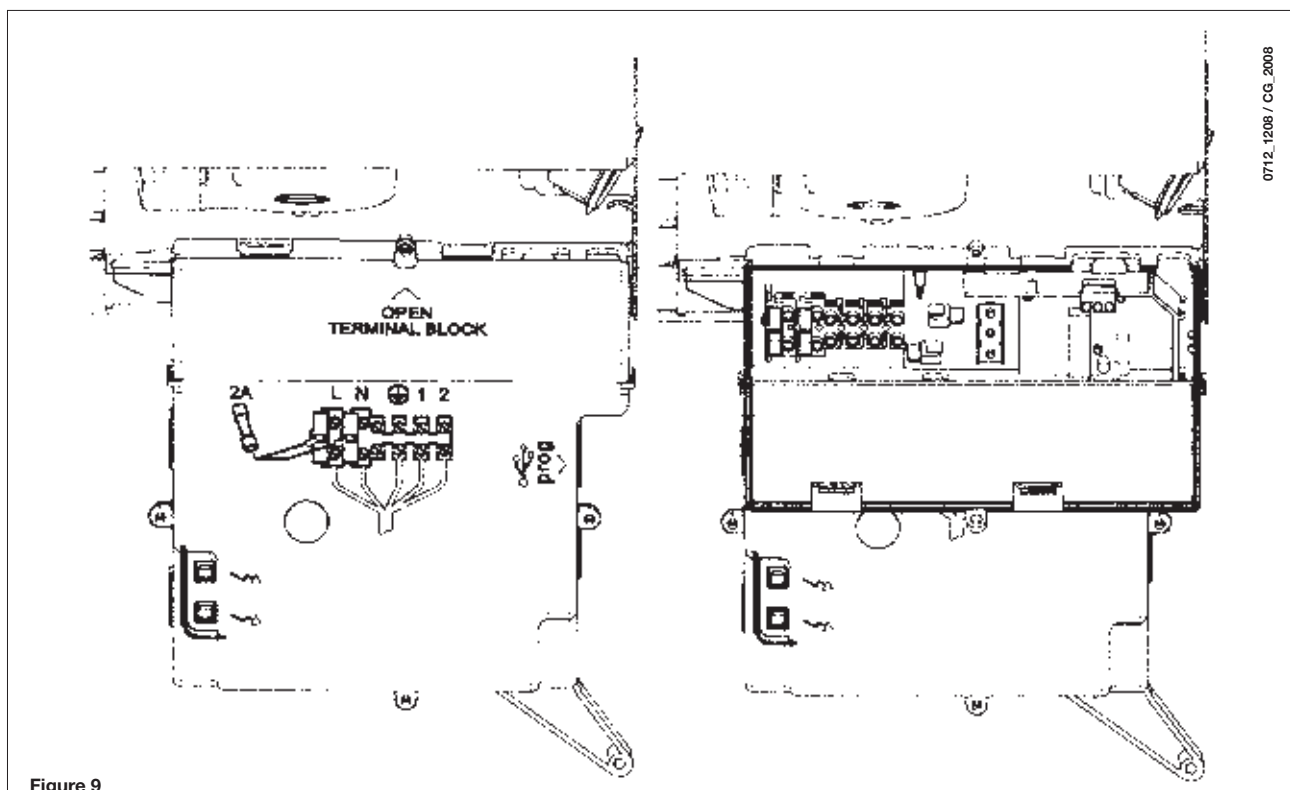 0712_1208 / CG_2008
OPEN
TERMINAL BLOCK
2A
L N 1 2
prog
Figure 9